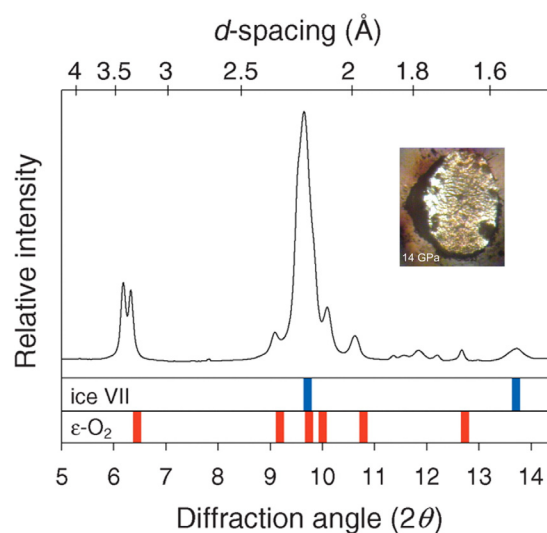 d-spacing (Å)
4 3.5 3 2.5 2 1.8 1.6
Relative intensity
14 GPa
ice VII
ε-O₂
5 6 7 8 9 10 11 12 13 14
Diffraction angle (2θ)